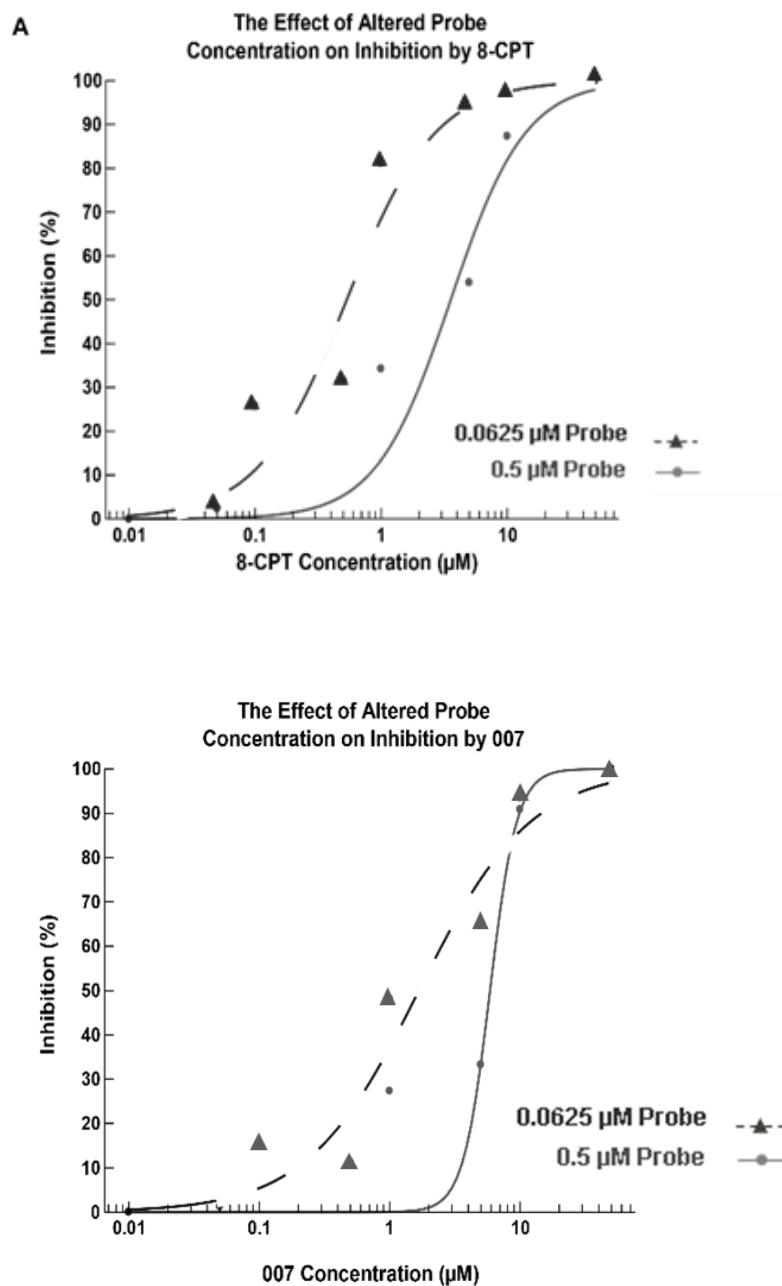 A
The Effect of Altered Probe
Concentration on Inhibition by 8-CPT
100
90
80
70
60
50
40
30
20
10
0
Inhibition (%)
0.0625 µM Probe
0.5 µM Probe
0.01 0.1 1 10
8-CPT Concentration (µM)
The Effect of Altered Probe
Concentration on Inhibition by 007
100
90
80
70
60
50
40
30
20
10
0
Inhibition (%)
0.0625 µM Probe
0.5 µM Probe
0.01 0.1 1 10
007 Concentration (µM)